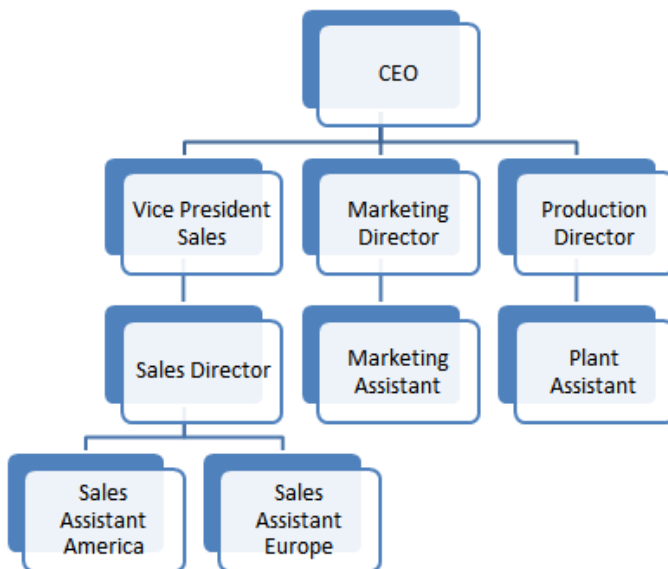 CEO
Vice President
Sales
Marketing
Director
Production
Director
Sales Director
Marketing
Assistant
Plant
Assistant
Sales
Assistant
America
Sales
Assistant
Europe